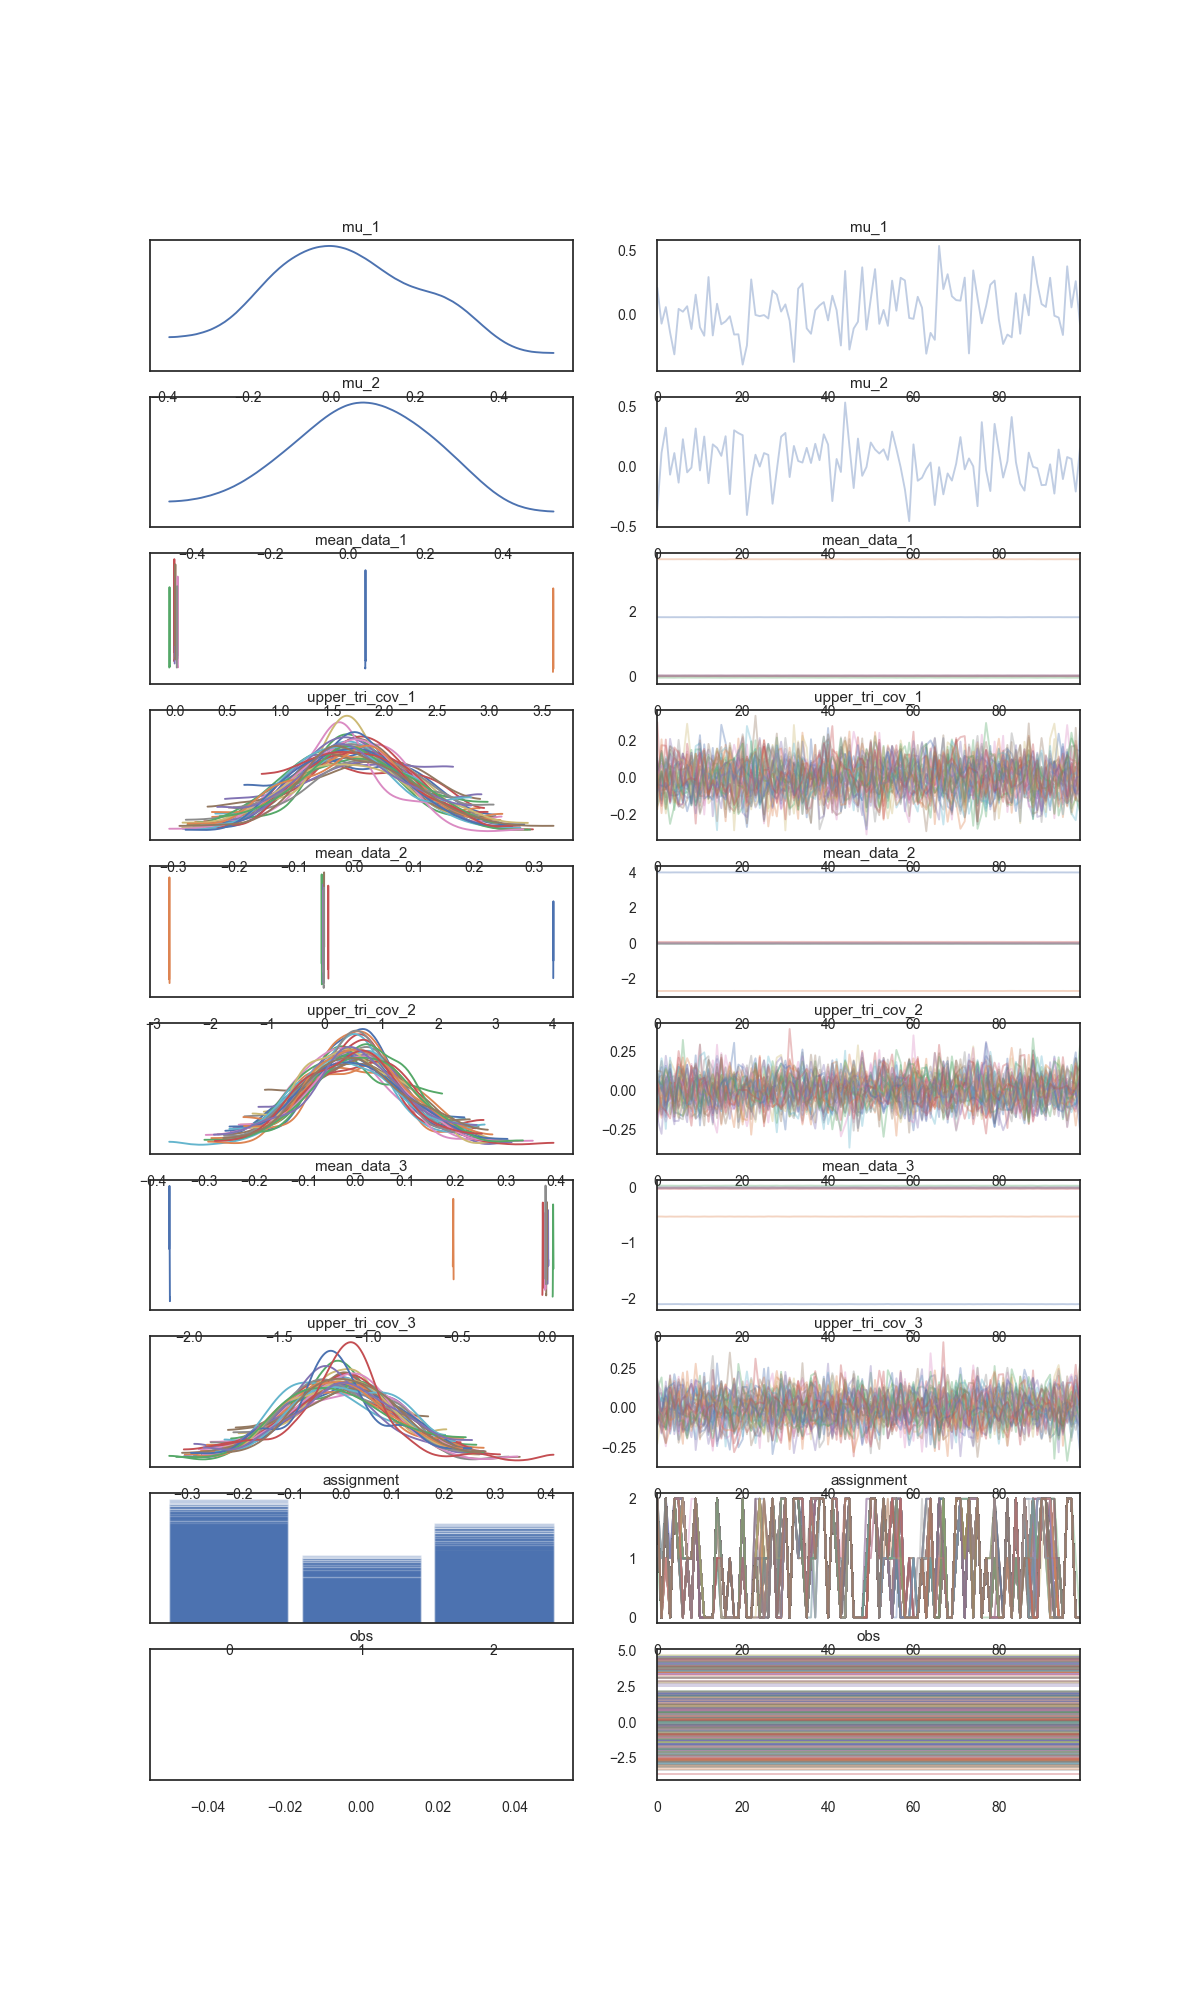 mu_1 mu_1
0.5
0.0
mu_2 mu_2
−0.4 −0.2 0.0 0.2 0.4 0 20 40 60 80
0.5
0.0
−0.5
mean_data_1 mean_data_1
−0.4 −0.2 0.0 0.2 0.4 0 20 40 60 80
2
0
upper_tri_cov_1 upper_tri_cov_1
0.0 0.5 1.0 1.5 2.0 2.5 3.0 3.5 0 20 40 60 80
0.2
0.0
−0.2
mean_data_2 mean_data_2
−0.3 −0.2 −0.1 0.0 0.1 0.2 0.3 0 20 40 60 80
4
2
0
−2
upper_tri_cov_2 upper_tri_cov_2
−3 −2 −1 0 1 2 3 4 0 20 40 60 80
0.25
0.00
−0.25
mean_data_3 mean_data_3
−0.4 −0.3 −0.2 −0.1 0.0 0.1 0.2 0.3 0.4 0 20 40 60 80
0
−1
−2
upper_tri_cov_3 upper_tri_cov_3
−2.0 −1.5 −1.0 −0.5 0.0 0 20 40 60 80
0.25
0.00
−0.25
assignment assignment
−0.3 −0.2 −0.1 0.0 0.1 0.2 0.3 0.4 0 20 40 60 80
2
1
0
obs obs
0 1 2 0 20 40 60 80
5.0
2.5
0.0
−2.5
−0.04 −0.02 0.00 0.02 0.04 0 20 40 60 80